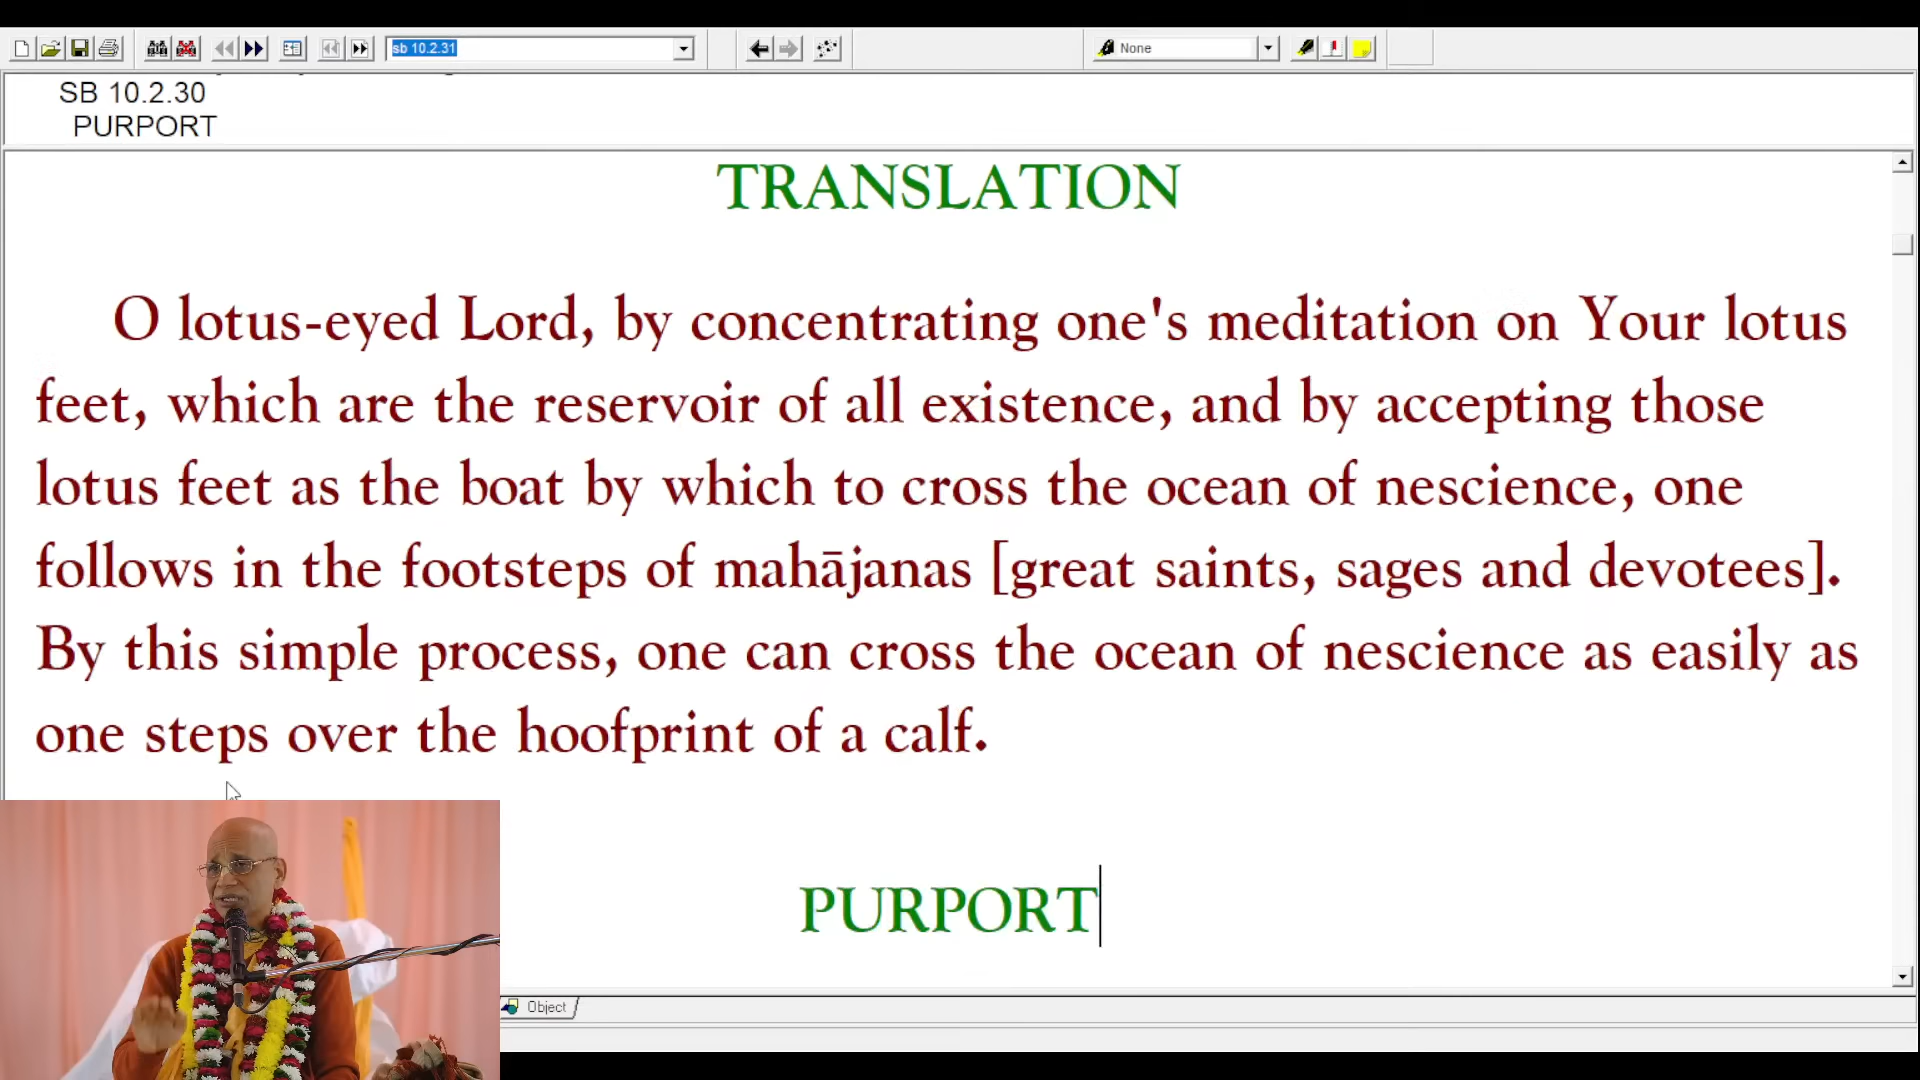 sb 10.2.31
None
SB 10.2.30
PURPORT
TRANSLATION
O lotus-eyed Lord, by concentrating one's meditation on Your lotus
feet, which are the reservoir of all existence, and by accepting those
lotus feet as the boat by which to cross the ocean of nescience, one
follows in the footsteps of mahājanas [great saints, sages and devotees].
By this simple process, one can cross the ocean of nescience as easily as
one steps over the hoofprint of a calf.
PURPORT
Object